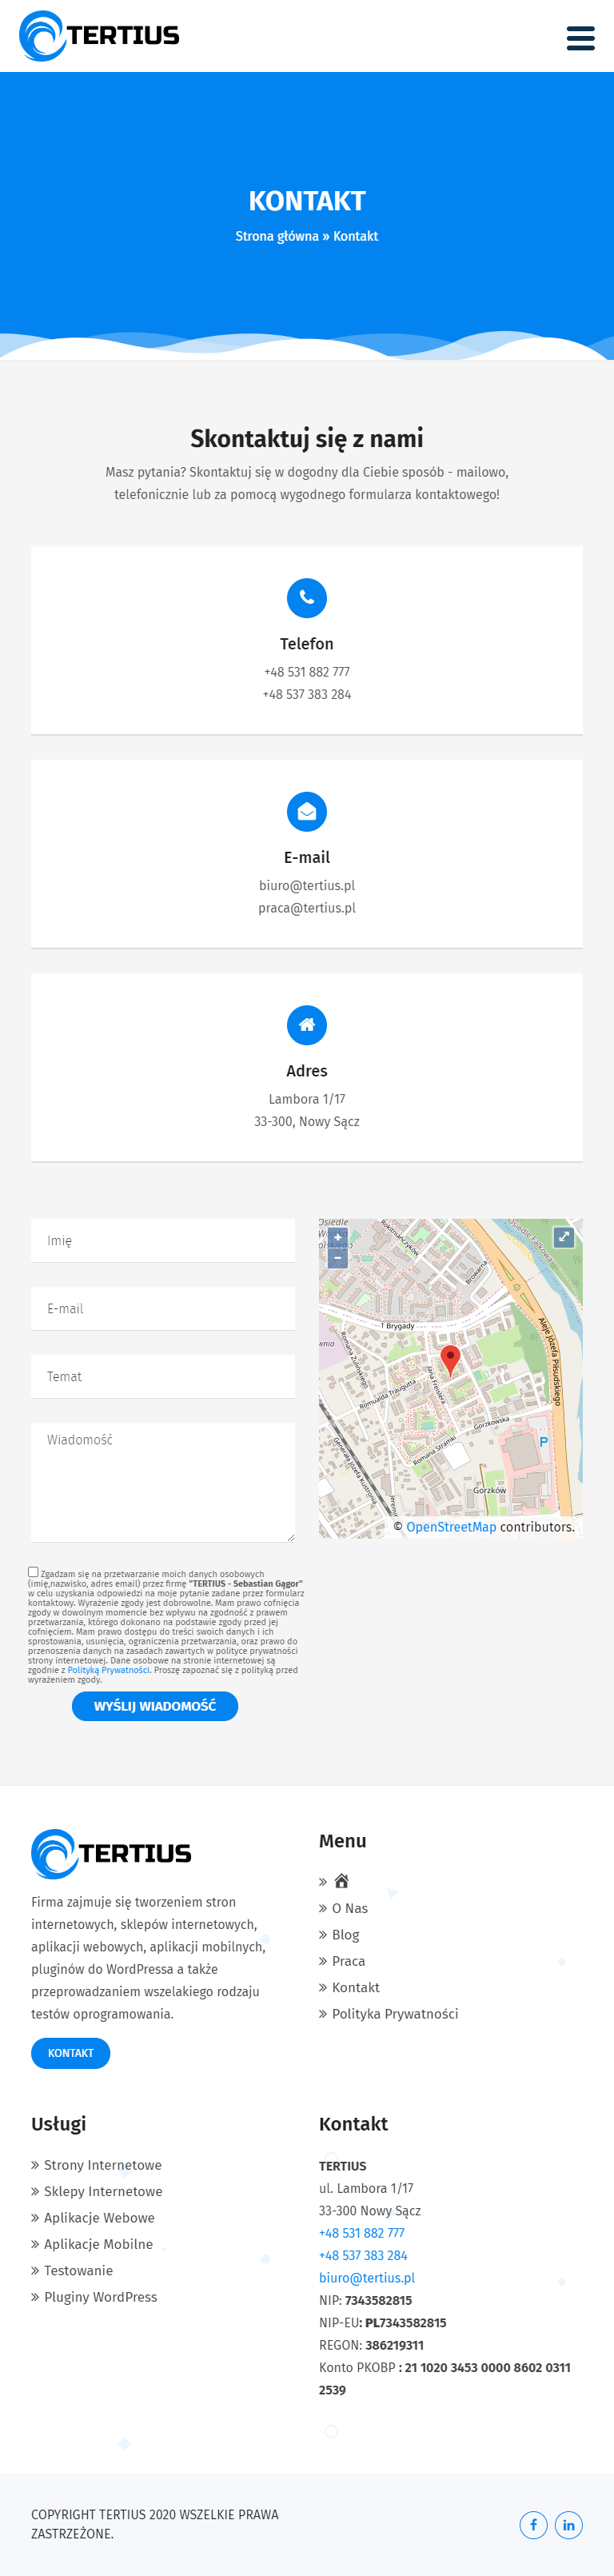 TERTIUS
KONTAKT
Strona główna » Kontakt
Skontaktuj się z nami
Masz pytania? Skontaktuj się w dogodny dla Ciebie sposób - mailowo,
telefonicznie lub za pomocą wygodnego formularza kontaktowego!
Telefon
+48 531 882 777
+48 537 383 284
E-mail
biuro@tertius.pl
praca@tertius.pl
Adres
Lambora 1/17
33-300, Nowy Sącz
Imię
E-mail
Temat
Wiadomość
Zgadzam się na przetwarzanie moich danych osobowych
(imię,nazwisko, adres email) przez firmę "TERTIUS - Sebastian Gągor"
w celu uzyskania odpowiedzi na moje pytanie zadane przez formularz
kontaktowy. Wyrażenie zgody jest dobrowolne. Mam prawo cofnięcia
zgody w dowolnym momencie bez wpływu na zgodność z prawem
przetwarzania, którego dokonano na podstawie zgody przed jej
cofnięciem. Mam prawo dostępu do treści swoich danych i ich
sprostowania, usunięcia, ograniczenia przetwarzania, oraz prawo do
przenoszenia danych na zasadach zawartych w polityce prywatności
strony internetowej. Dane osobowe na stronie internetowej są
zgodnie z Polityką Prywatności. Proszę zapoznać się z polityką przed
wyrażeniem zgody.
WYŚLIJ WIADOMOŚĆ
Osiedle
+
−
Osiedle Falkowa
Browarna
T Brygady
Aleje Józefa Piłsudskiego
Romualda Traugutta
Jana Freislera
Gorzkowska
Romana Stramki
Generała Józefa Kustronia
P
Gorzków
© OpenStreetMap contributors.
TERTIUS
Firma zajmuje się tworzeniem stron
internetowych, sklepów internetowych,
aplikacji webowych, aplikacji mobilnych,
pluginów do WordPressa a także
przeprowadzaniem wszelakiego rodzaju
testów oprogramowania.
KONTAKT
Menu
»
» O Nas
» Blog
» Praca
» Kontakt
» Polityka Prywatności
Usługi
» Strony Internetowe
» Sklepy Internetowe
» Aplikacje Webowe
» Aplikacje Mobilne
» Testowanie
» Pluginy WordPress
Kontakt
TERTIUS
ul. Lambora 1/17
33-300 Nowy Sącz
+48 531 882 777
+48 537 383 284
biuro@tertius.pl
NIP: 7343582815
NIP-EU: PL7343582815
REGON: 386219311
Konto PKOBP : 21 1020 3453 0000 8602 0311
2539
COPYRIGHT TERTIUS 2020 WSZELKIE PRAWA
ZASTRZEŻONE.